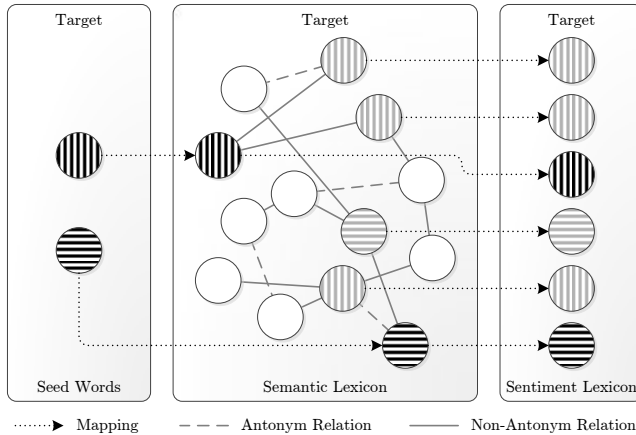 Target
Target
Target
Seed Words
Semantic Lexicon
Sentiment Lexicon
Mapping
Antonym Relation
Non-Antonym Relation